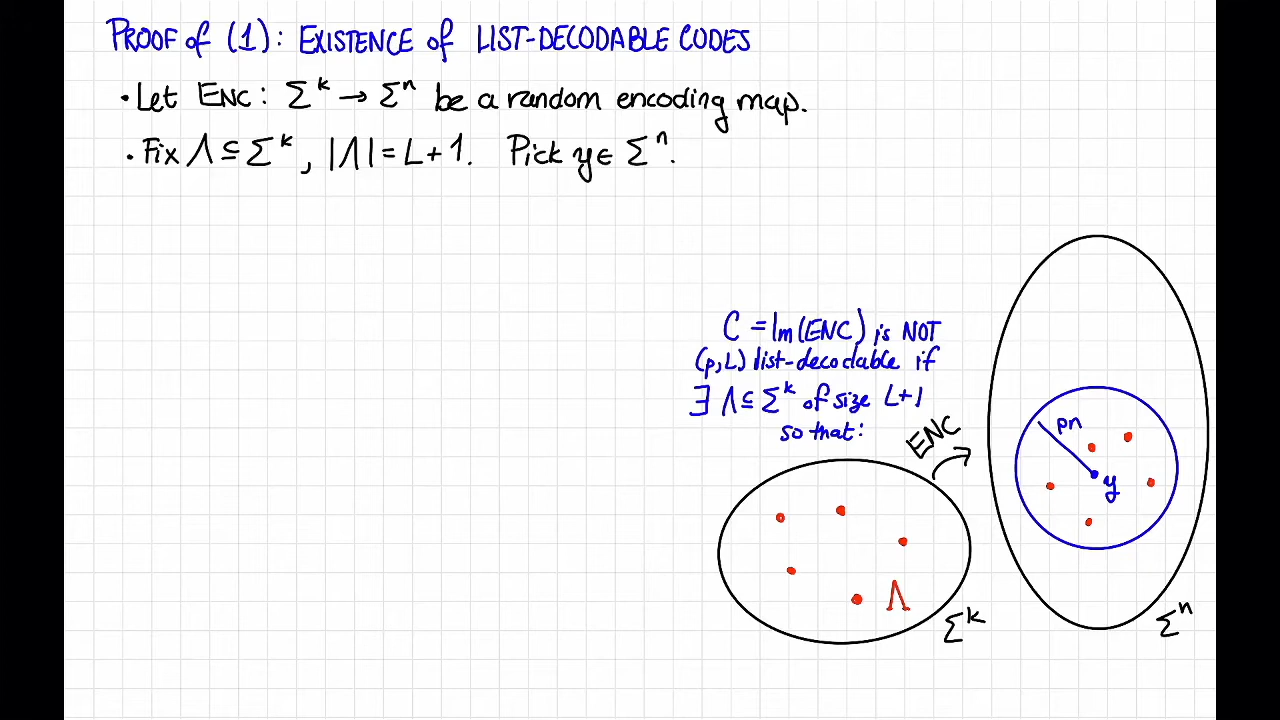 PROOF of (1): EXISTENCE of LIST-DECODABLE CODES
• Let ENC: Σ^k → Σ^n be a random encoding map.
• Fix Λ ⊆ Σ^k, |Λ| = L + 1. Pick y ∈ Σ^n.
C = Im(ENC) is NOT
(p,L) list-decodable if
∃ Λ ⊆ Σ^k of size L+1
so that:
ENC
pn
y
Λ
Σ^k
Σ^n